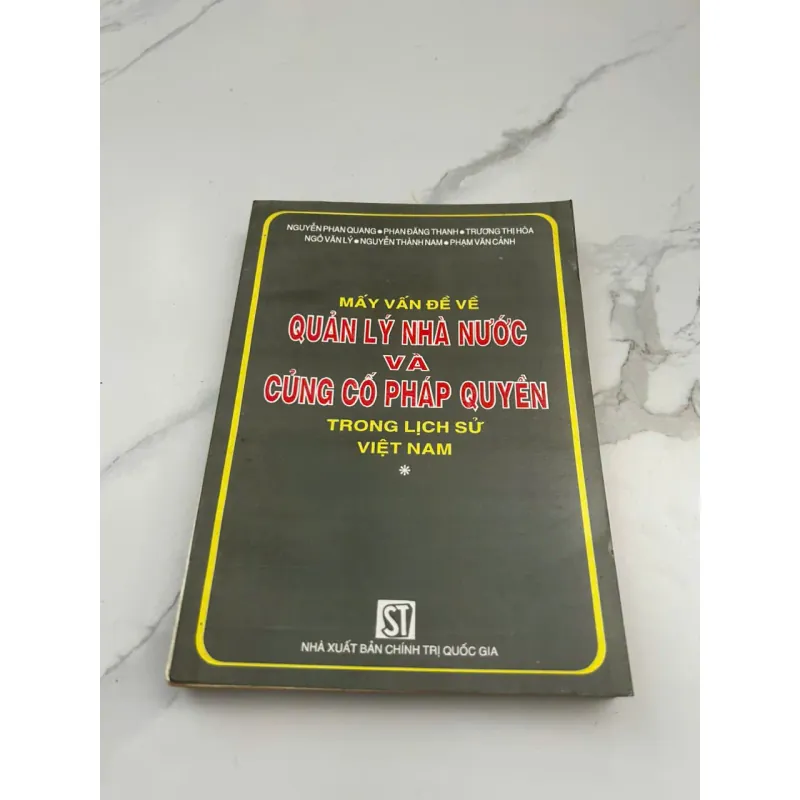 NGUYỄN PHAN QUANG ● PHAN ĐĂNG THANH ● TRƯƠNG THỊ HÒA
NGÔ VĂN LÝ ● NGUYỄN THÀNH NAM ● PHẠM VĂN CẢNH
MẤY VẤN ĐỀ VỀ
QUẢN LÝ NHÀ NƯỚC
VÀ
CỦNG CỐ PHÁP QUYỀN
TRONG LỊCH SỬ
VIỆT NAM
*
ST
NHÀ XUẤT BẢN CHÍNH TRỊ QUỐC GIA